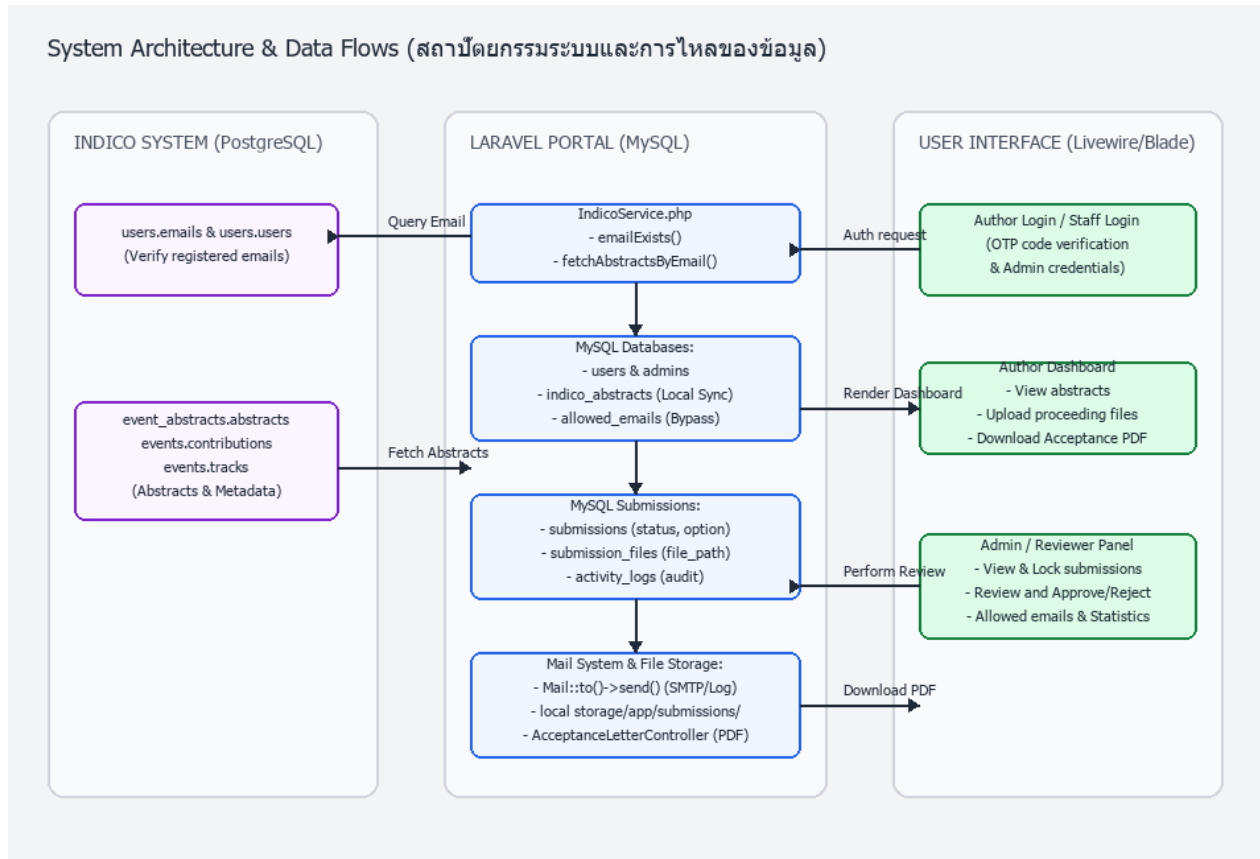 System Architecture & Data Flows (สถาปัตยกรรมระบบและการไหลของข้อมูล)
INDICO SYSTEM (PostgreSQL)
users.emails & users.users
(Verify registered emails)
event_abstracts.abstracts
events.contributions
events.tracks
(Abstracts & Metadata)
Query Email
Fetch Abstracts
LARAVEL PORTAL (MySQL)
IndicoService.php
- emailExists()
- fetchAbstractsByEmail()
MySQL Databases:
- users & admins
- indico_abstracts (Local Sync)
- allowed_emails (Bypass)
MySQL Submissions:
- submissions (status, option)
- submission_files (file_path)
- activity_logs (audit)
Mail System & File Storage:
- Mail::to()->send() (SMTP/Log)
- local storage/app/submissions/
- AcceptanceLetterController (PDF)
Auth request
Render Dashboard
Perform Review
Download PDF
USER INTERFACE (Livewire/Blade)
Author Login / Staff Login
(OTP code verification
& Admin credentials)
Author Dashboard
- View abstracts
- Upload proceeding files
- Download Acceptance PDF
Admin / Reviewer Panel
- View & Lock submissions
- Review and Approve/Reject
- Allowed emails & Statistics